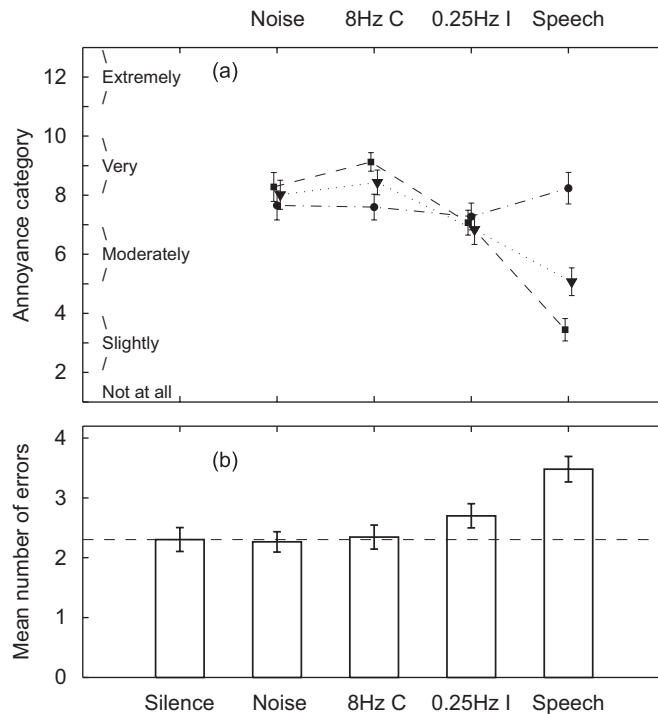 Noise 8Hz C 0.25Hz I Speech
(a)
Annoyance category
12
10
8
6
4
2
Extremely
Very
Moderately
Slightly
Not at all
(b)
Mean number of errors
4
3
2
1
0
Silence Noise 8Hz C 0.25Hz I Speech